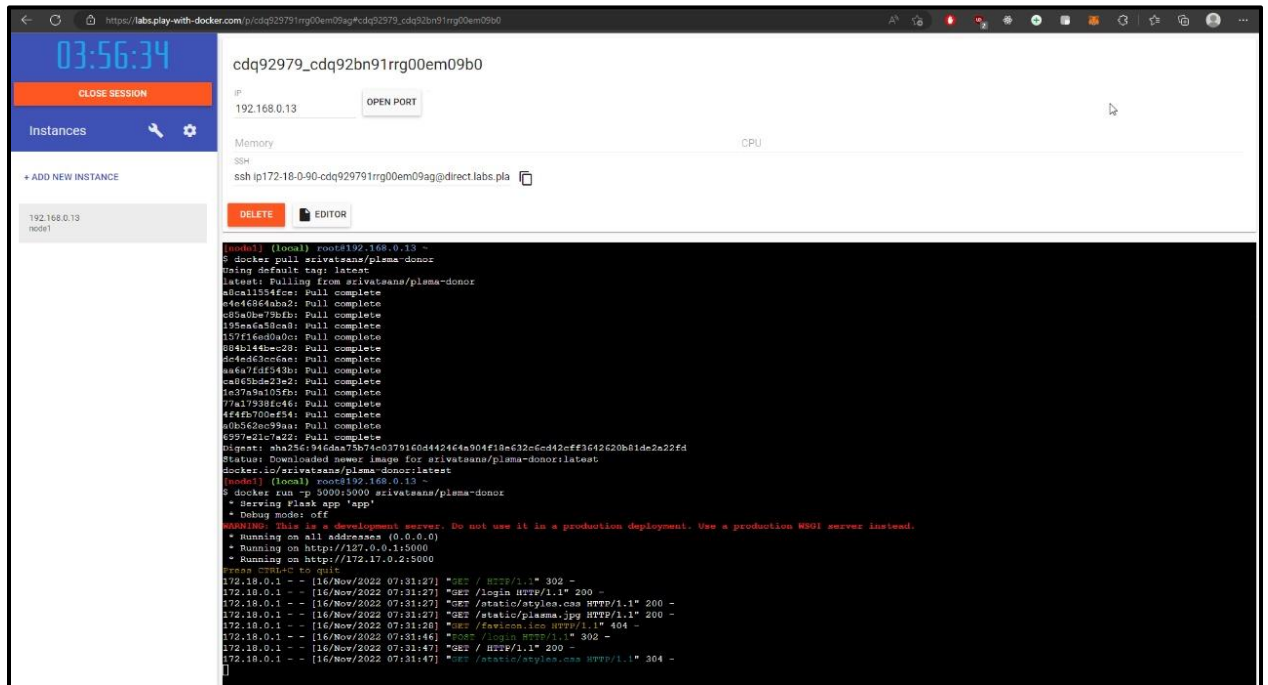 https://labs.play-with-docker.com/p/cdq929791rrg00em09ag#cdq92979_cdq92bn91rrg00em09b0
03:56:34
CLOSE SESSION
Instances
+ ADD NEW INSTANCE
192.168.0.13
node1
cdq92979_cdq92bn91rrg00em09b0
IP
192.168.0.13
OPEN PORT
Memory
CPU
SSH
ssh ip172-18-0-90-cdq929791rrg00em09ag@direct.labs.pla
DELETE
EDITOR
[node1] (local) root@192.168.0.13 ~
$ docker pull srivatsans/plsma-donor
Using default tag: latest
latest: Pulling from srivatsans/plsma-donor
a8ca11554fce: Pull complete
e4e46864aba2: Pull complete
c85a0be79bfb: Pull complete
195ea6a58ca8: Pull complete
157f16ed0a0c: Pull complete
884b144bec28: Pull complete
dc4ed63cc6ae: Pull complete
aa6a7fdf543b: Pull complete
ca865bde23e2: Pull complete
1e37a9a105fb: Pull complete
77a17938fc46: Pull complete
4f4fb700ef54: Pull complete
a0b562ec99aa: Pull complete
6997e21c7a22: Pull complete
Digest: sha256:946daa75b74c0379160d442464a904f18e632c6cd42cff3642620b81de2a22fd
Status: Downloaded newer image for srivatsans/plsma-donor:latest
docker.io/srivatsans/plsma-donor:latest
[node1] (local) root@192.168.0.13 ~
$ docker run -p 5000:5000 srivatsans/plsma-donor
* Serving Flask app 'app'
* Debug mode: off
WARNING: This is a development server. Do not use it in a production deployment. Use a production WSGI server instead.
* Running on all addresses (0.0.0.0)
* Running on http://127.0.0.1:5000
* Running on http://172.17.0.2:5000
Press CTRL+C to quit
172.18.0.1 - - [16/Nov/2022 07:31:27] "GET / HTTP/1.1" 302 -
172.18.0.1 - - [16/Nov/2022 07:31:27] "GET /login HTTP/1.1" 200 -
172.18.0.1 - - [16/Nov/2022 07:31:27] "GET /static/styles.css HTTP/1.1" 200 -
172.18.0.1 - - [16/Nov/2022 07:31:27] "GET /static/plasma.jpg HTTP/1.1" 200 -
172.18.0.1 - - [16/Nov/2022 07:31:28] "GET /favicon.ico HTTP/1.1" 404 -
172.18.0.1 - - [16/Nov/2022 07:31:46] "POST /login HTTP/1.1" 302 -
172.18.0.1 - - [16/Nov/2022 07:31:47] "GET / HTTP/1.1" 200 -
172.18.0.1 - - [16/Nov/2022 07:31:47] "GET /static/styles.css HTTP/1.1" 304 -